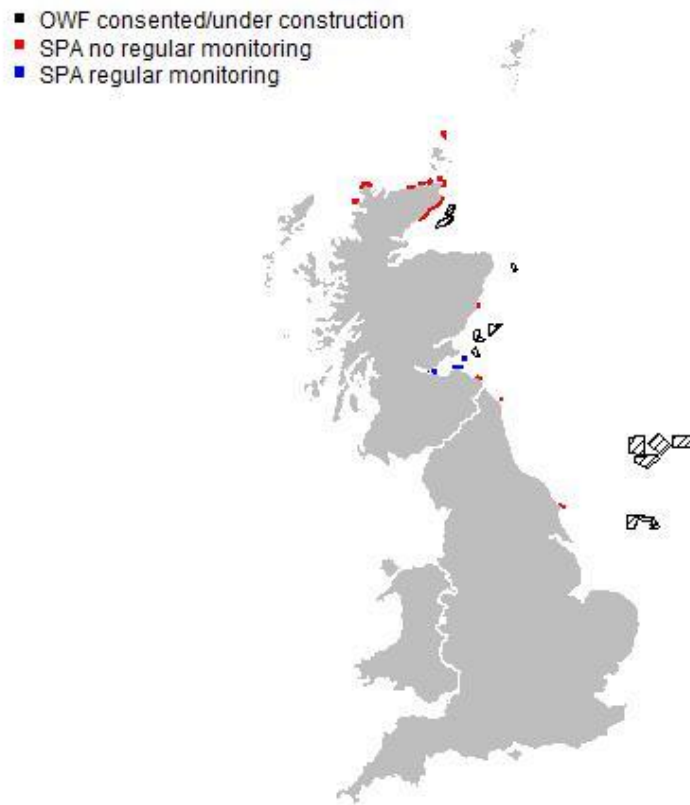 OWF consented/under construction
SPA no regular monitoring
SPA regular monitoring